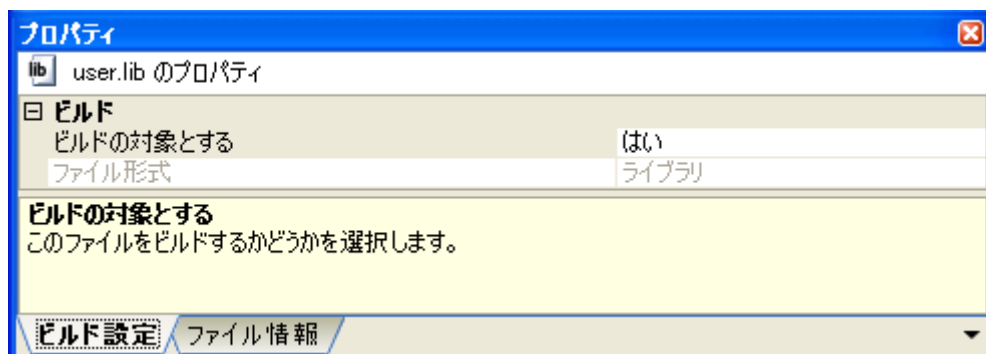 プロパティ
lib user.lib のプロパティ
ビルド
ビルドの対象とする はい
ファイル形式 ライブラリ
ビルドの対象とする
このファイルをビルドするかどうかを選択します。
ビルド設定 ファイル情報